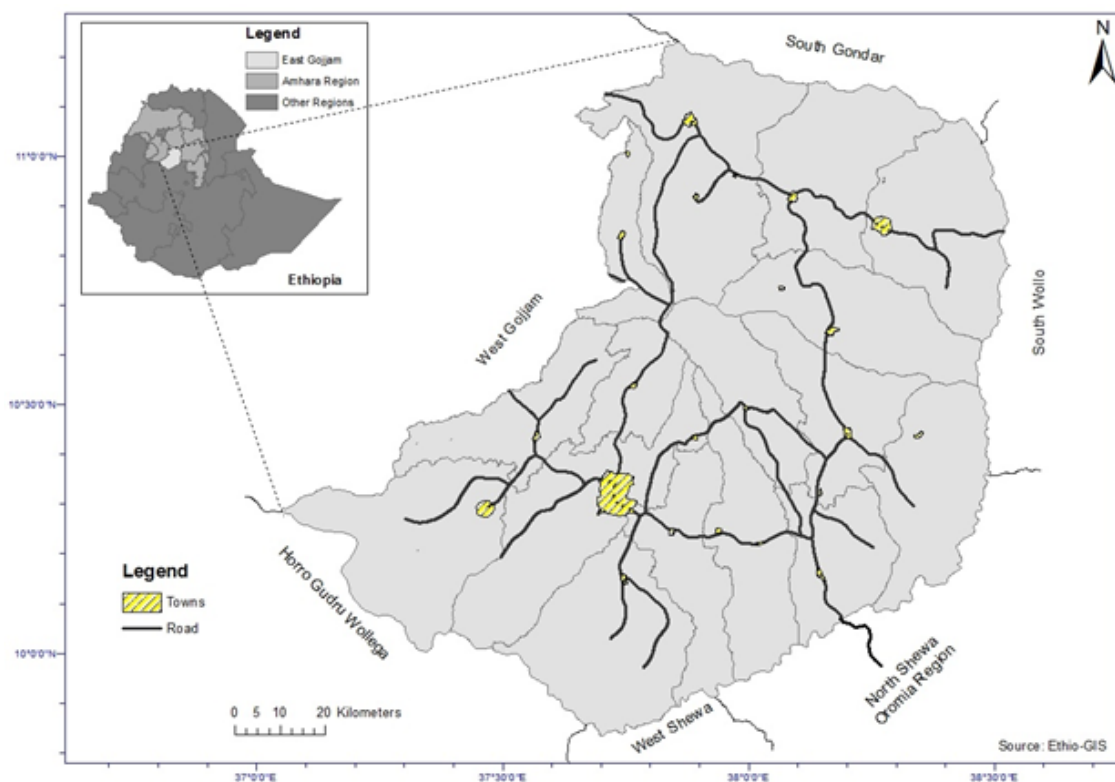 Legend
East Gojjam
Amhara Region
Other Regions
Ethiopia
N
South Gondar
11°0'0"N
West Gojjam
South Wollo
10°30'0"N
Horro Gudru Wollega
Legend
Towns
Road
10°0'0"N
North Shewa
Oromia Region
0 5 10 20 Kilometers
West Shewa
Source: Ethio-GIS
37°0'0"E
37°30'0"E
38°0'0"E
38°30'0"E